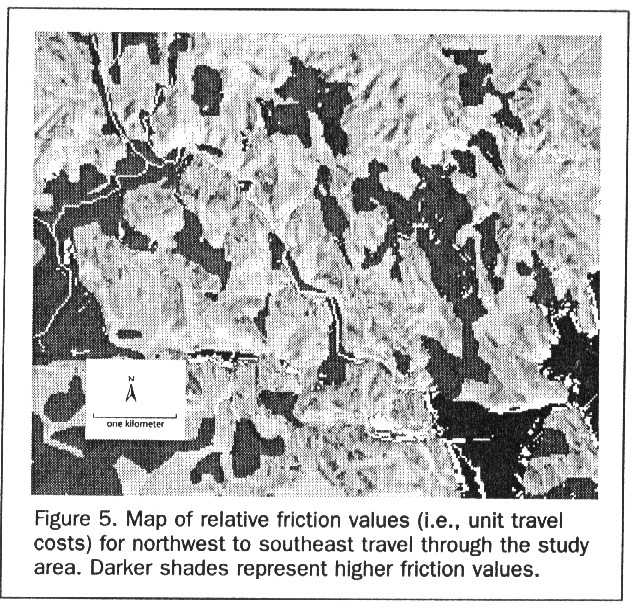 N
one kilometer
Figure 5. Map of relative friction values (i.e., unit travel
costs) for northwest to southeast travel through the study
area. Darker shades represent higher friction values.